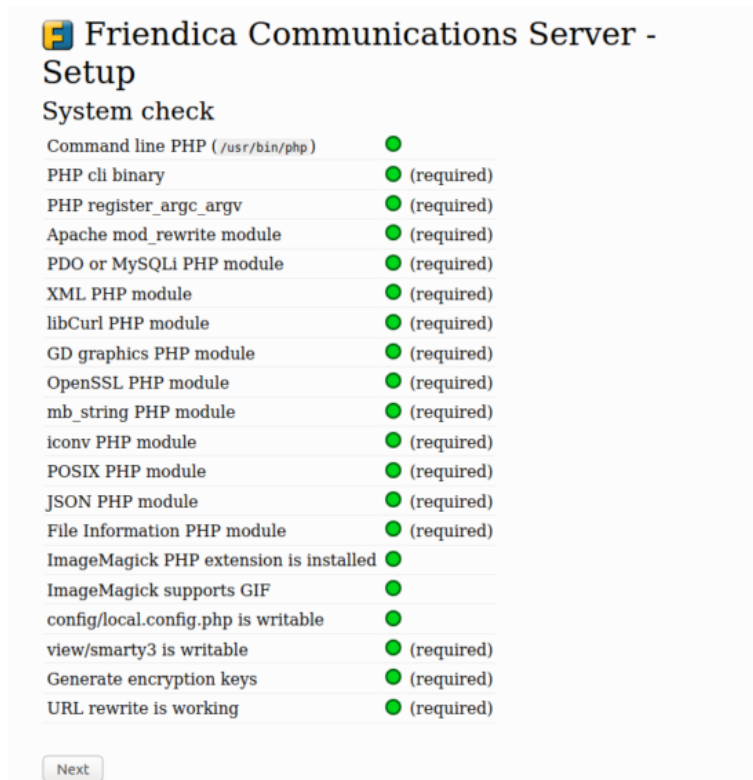 Friendica Communications Server -
Setup
System check
Command line PHP (/usr/bin/php)
PHP cli binary (required)
PHP register_argc_argv (required)
Apache mod_rewrite module (required)
PDO or MySQLi PHP module (required)
XML PHP module (required)
libCurl PHP module (required)
GD graphics PHP module (required)
OpenSSL PHP module (required)
mb_string PHP module (required)
iconv PHP module (required)
POSIX PHP module (required)
JSON PHP module (required)
File Information PHP module (required)
ImageMagick PHP extension is installed
ImageMagick supports GIF
config/local.config.php is writable
view/smarty3 is writable (required)
Generate encryption keys (required)
URL rewrite is working (required)
Next